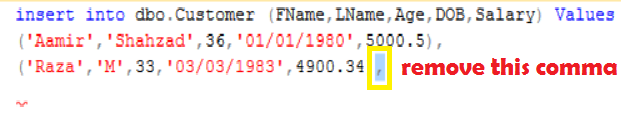 insert into dbo.Customer (FName,LName,Age,DOB,Salary) Values
('Aamir','Shahzad',36,'01/01/1980',5000.5),
('Raza','M',33,'03/03/1983',4900.34 , remove this comma